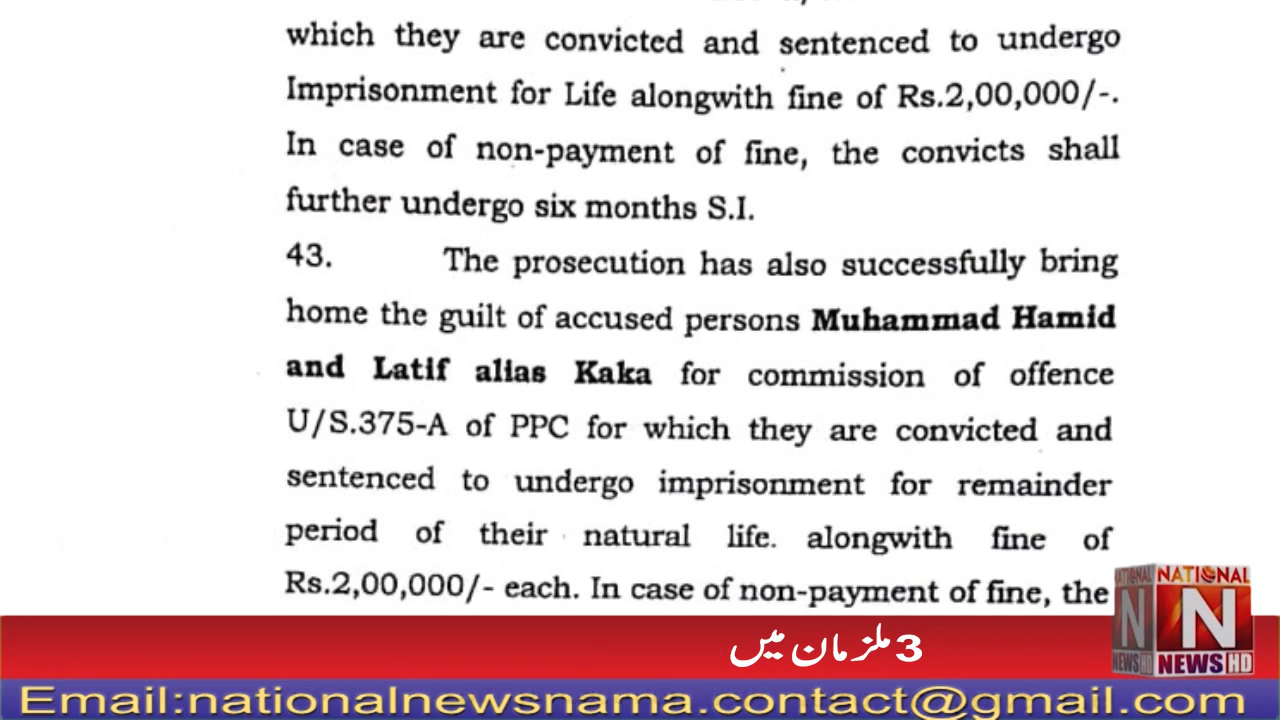 which they are convicted and sentenced to undergo
Imprisonment for Life alongwith fine of Rs.2,00,000/-.
In case of non-payment of fine, the convicts shall
further undergo six months S.I.
43. The prosecution has also successfully bring
home the guilt of accused persons Muhammad Hamid
and Latif alias Kaka for commission of offence
U/S.375-A of PPC for which they are convicted and
sentenced to undergo imprisonment for remainder
period of their natural life. alongwith fine of
Rs.2,00,000/- each. In case of non-payment of fine, the
NATIONAL
N N
NEWS HD
3 ملزمان میں
Email:nationalnewsnama.contact@gmail.com